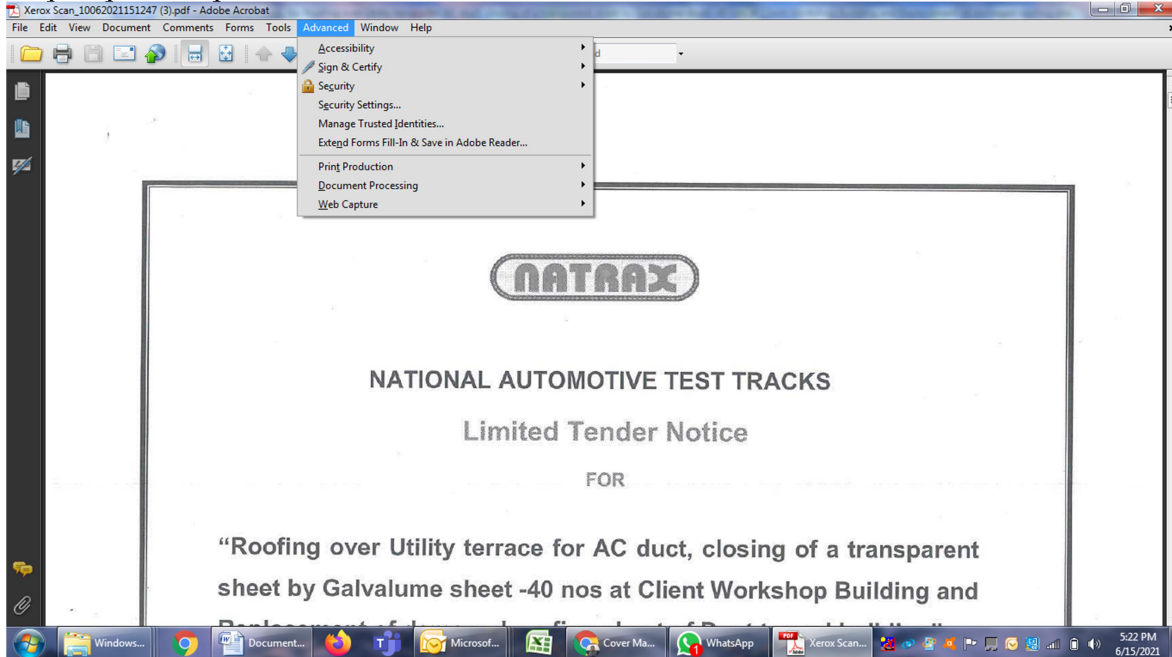 Xerox Scan_10062021151247 (3).pdf - Adobe Acrobat
File Edit View Document Comments Forms Tools Advanced Window Help
Accessibility
Sign & Certify
Security
Security Settings...
Manage Trusted Identities...
Extend Forms Fill-In & Save in Adobe Reader...
Print Production
Document Processing
Web Capture
NATRAX
NATIONAL AUTOMOTIVE TEST TRACKS
Limited Tender Notice
FOR
“Roofing over Utility terrace for AC duct, closing of a transparent
sheet by Galvalume sheet -40 nos at Client Workshop Building and
Windows... Document... Microsof... Cover Ma... WhatsApp Xerox Scan... 5:22 PM
6/15/2021